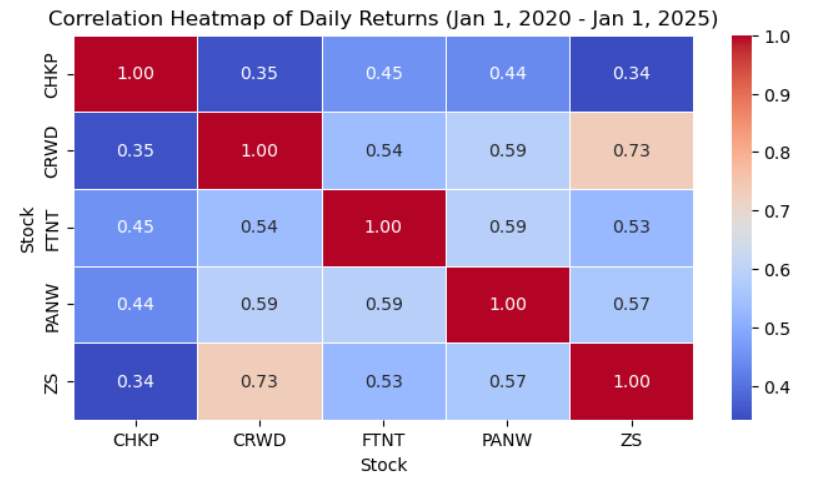 Correlation Heatmap of Daily Returns (Jan 1, 2020 - Jan 1, 2025)
CHKP 1.00 0.35 0.45 0.44 0.34
CRWD 0.35 1.00 0.54 0.59 0.73
FTNT 0.45 0.54 1.00 0.59 0.53
PANW 0.44 0.59 0.59 1.00 0.57
ZS 0.34 0.73 0.53 0.57 1.00
CHKP CRWD FTNT PANW ZS
Stock
Stock
1.0
0.9
0.8
0.7
0.6
0.5
0.4